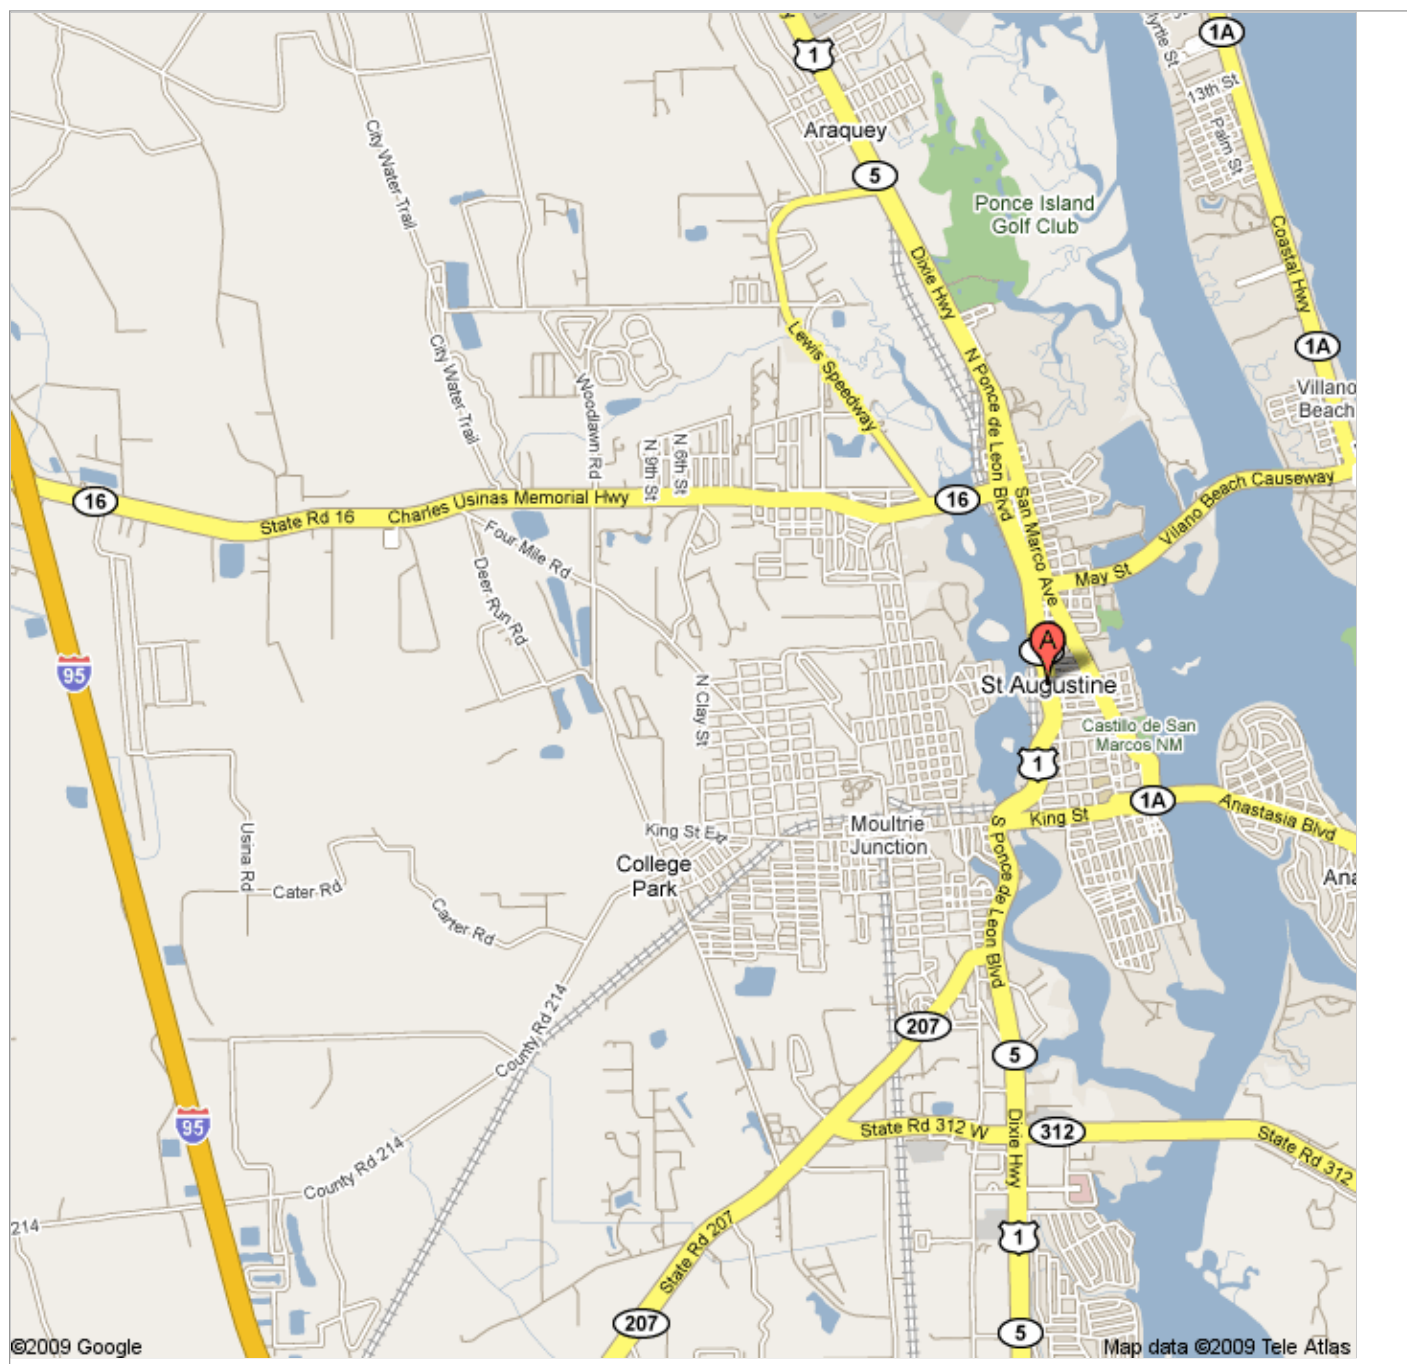 1A
yrtle St
1
13th St
City Water Trail
Araquey
Palm St
5
Ponce Island
Golf Club
Coastal Hwy
Dixie Hwy
City Water Trail
Lewis Speedway
1A
N Ponce de Leon Blvd
Woodlawn Rd
Villano
Beach
N 9th St
N 6th St
16
State Rd 16
Charles Usinas Memorial Hwy
16
San Marco Ave
Vilano Beach Causeway
Four Mile Rd
Deer Run Rd
May St
A
95
N Clay St
St Augustine
Castillo de San
Marcos NM
1
1A
Anastasia Blvd
King St
King St Ext
Moultrie
Junction
Usina Rd
College
Park
Cater Rd
Carter Rd
S Ponce de Leon Blvd
Ana
County Rd 214
207
5
95
State Rd 312 W
312
State Rd 312
Dixie Hwy
County Rd 214
214
State Rd 207
1
207
5
©2009 Google
Map data ©2009 Tele Atlas